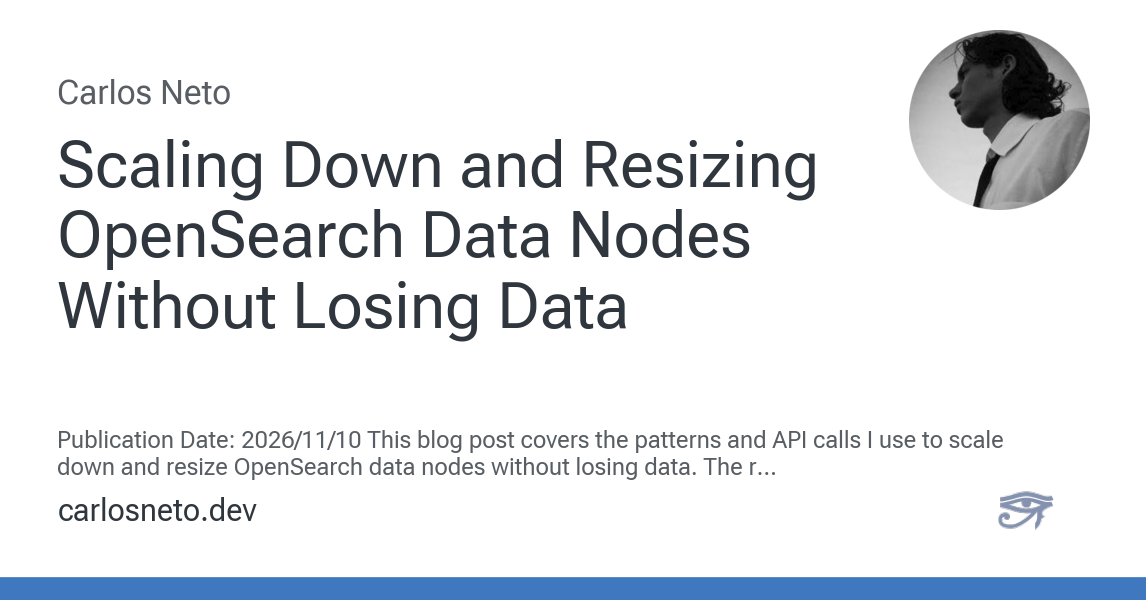 Carlos Neto
Scaling Down and Resizing
OpenSearch Data Nodes
Without Losing Data
Publication Date: 2026/11/10 This blog post covers the patterns and API calls I use to scale
down and resize OpenSearch data nodes without losing data. The r...
carlosneto.dev